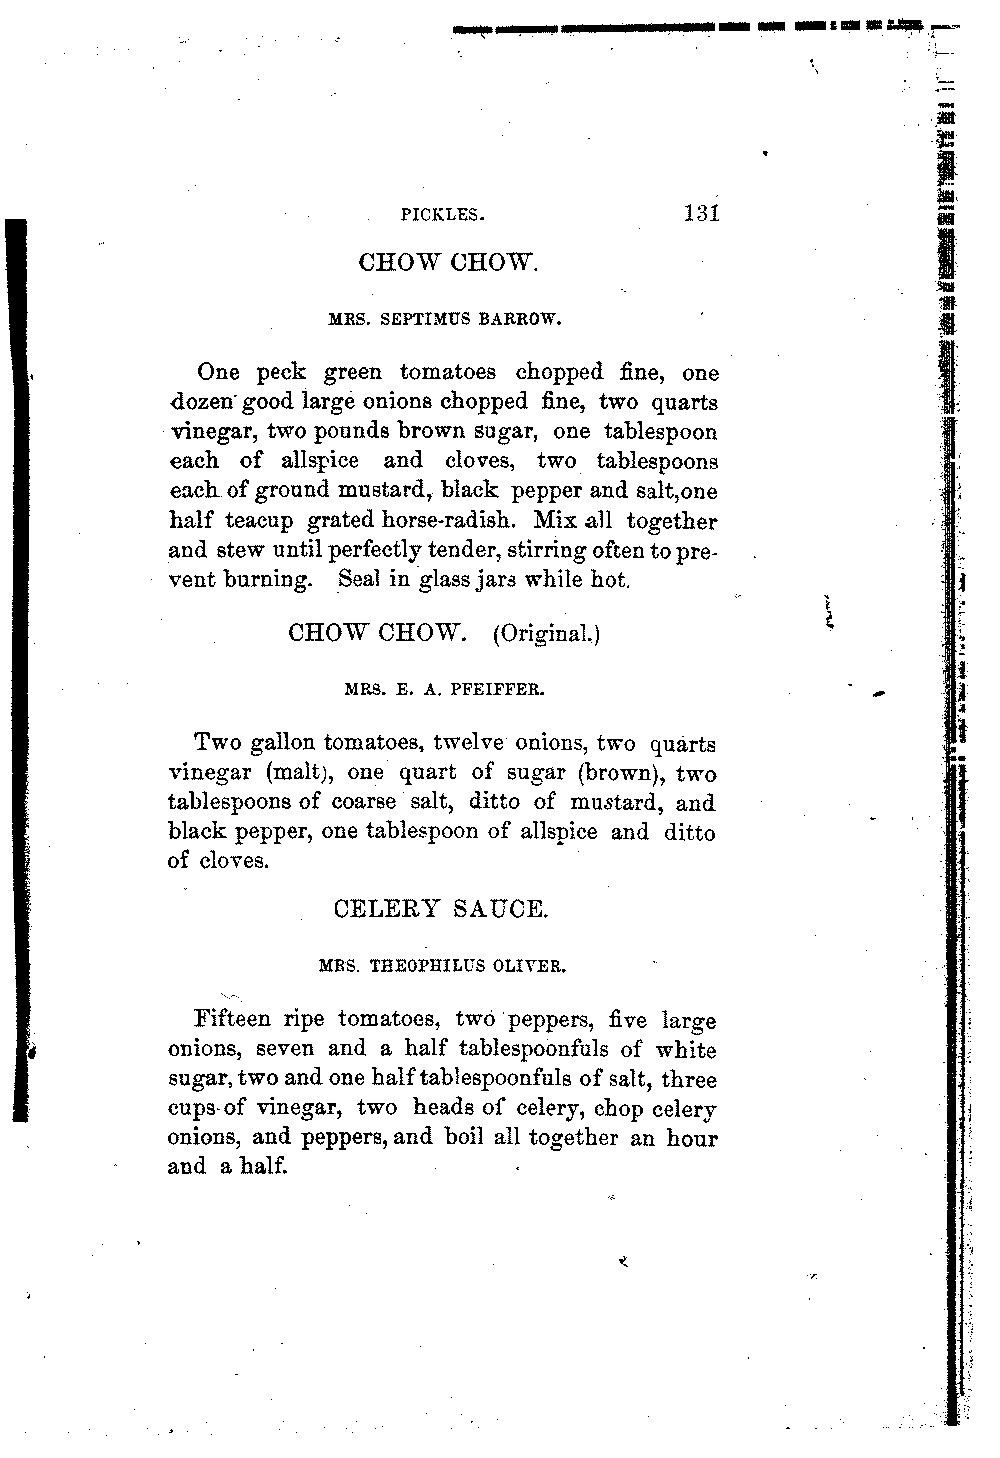 PICKLES. 131
CHOW CHOW.
MRS. SEPTIMUS BARROW.
One peck green tomatoes chopped fine, one
dozen good large onions chopped fine, two quarts
vinegar, two pounds brown sugar, one tablespoon
each of allspice and cloves, two tablespoons
each of ground mustard, black pepper and salt,one
half teacup grated horse-radish. Mix all together
and stew until perfectly tender, stirring often to pre-
vent burning. Seal in glass jars while hot.
CHOW CHOW. (Original.)
MRS. E. A. PFEIFFER.
Two gallon tomatoes, twelve onions, two quarts
vinegar (malt), one quart of sugar (brown), two
tablespoons of coarse salt, ditto of mustard, and
black pepper, one tablespoon of allspice and ditto
of cloves.
CELERY SAUCE.
MRS. THEOPHILUS OLIVER.
Fifteen ripe tomatoes, two peppers, five large
onions, seven and a half tablespoonfuls of white
sugar, two and one half tablespoonfuls of salt, three
cups of vinegar, two heads of celery, chop celery
onions, and peppers, and boil all together an hour
and a half.